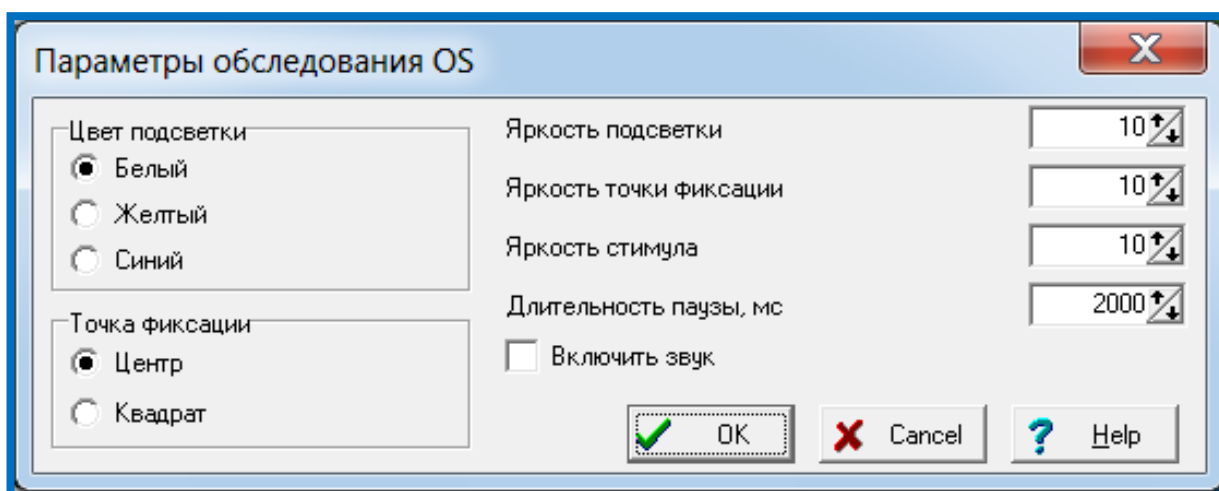 Параметры обследования OS
Цвет подсветки
Белый
Желтый
Синий
Точка фиксации
Центр
Квадрат
Яркость подсветки 10
Яркость точки фиксации 10
Яркость стимула 10
Длительность паузы, мс 2000
Включить звук
OK Cancel Help